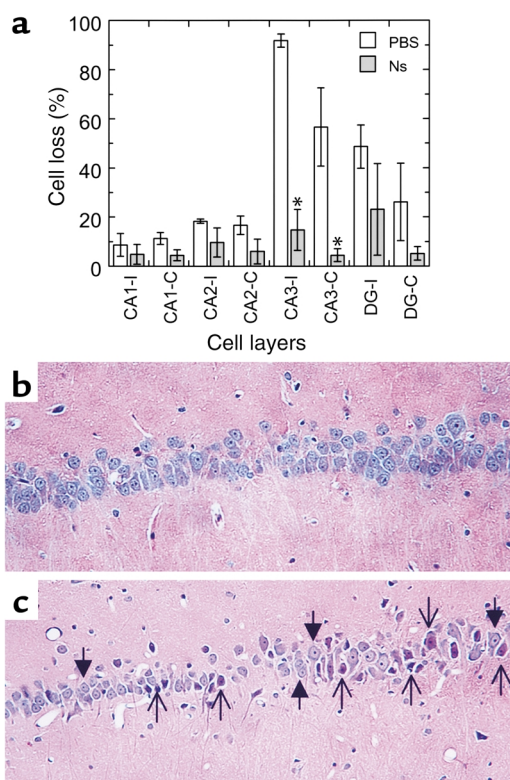 a
100
80
60
40
20
0
Cell loss (%)
PBS
Ns
*
*
CA1-I
CA1-C
CA2-I
CA2-C
CA3-I
CA3-C
DG-I
DG-C
Cell layers
b
c